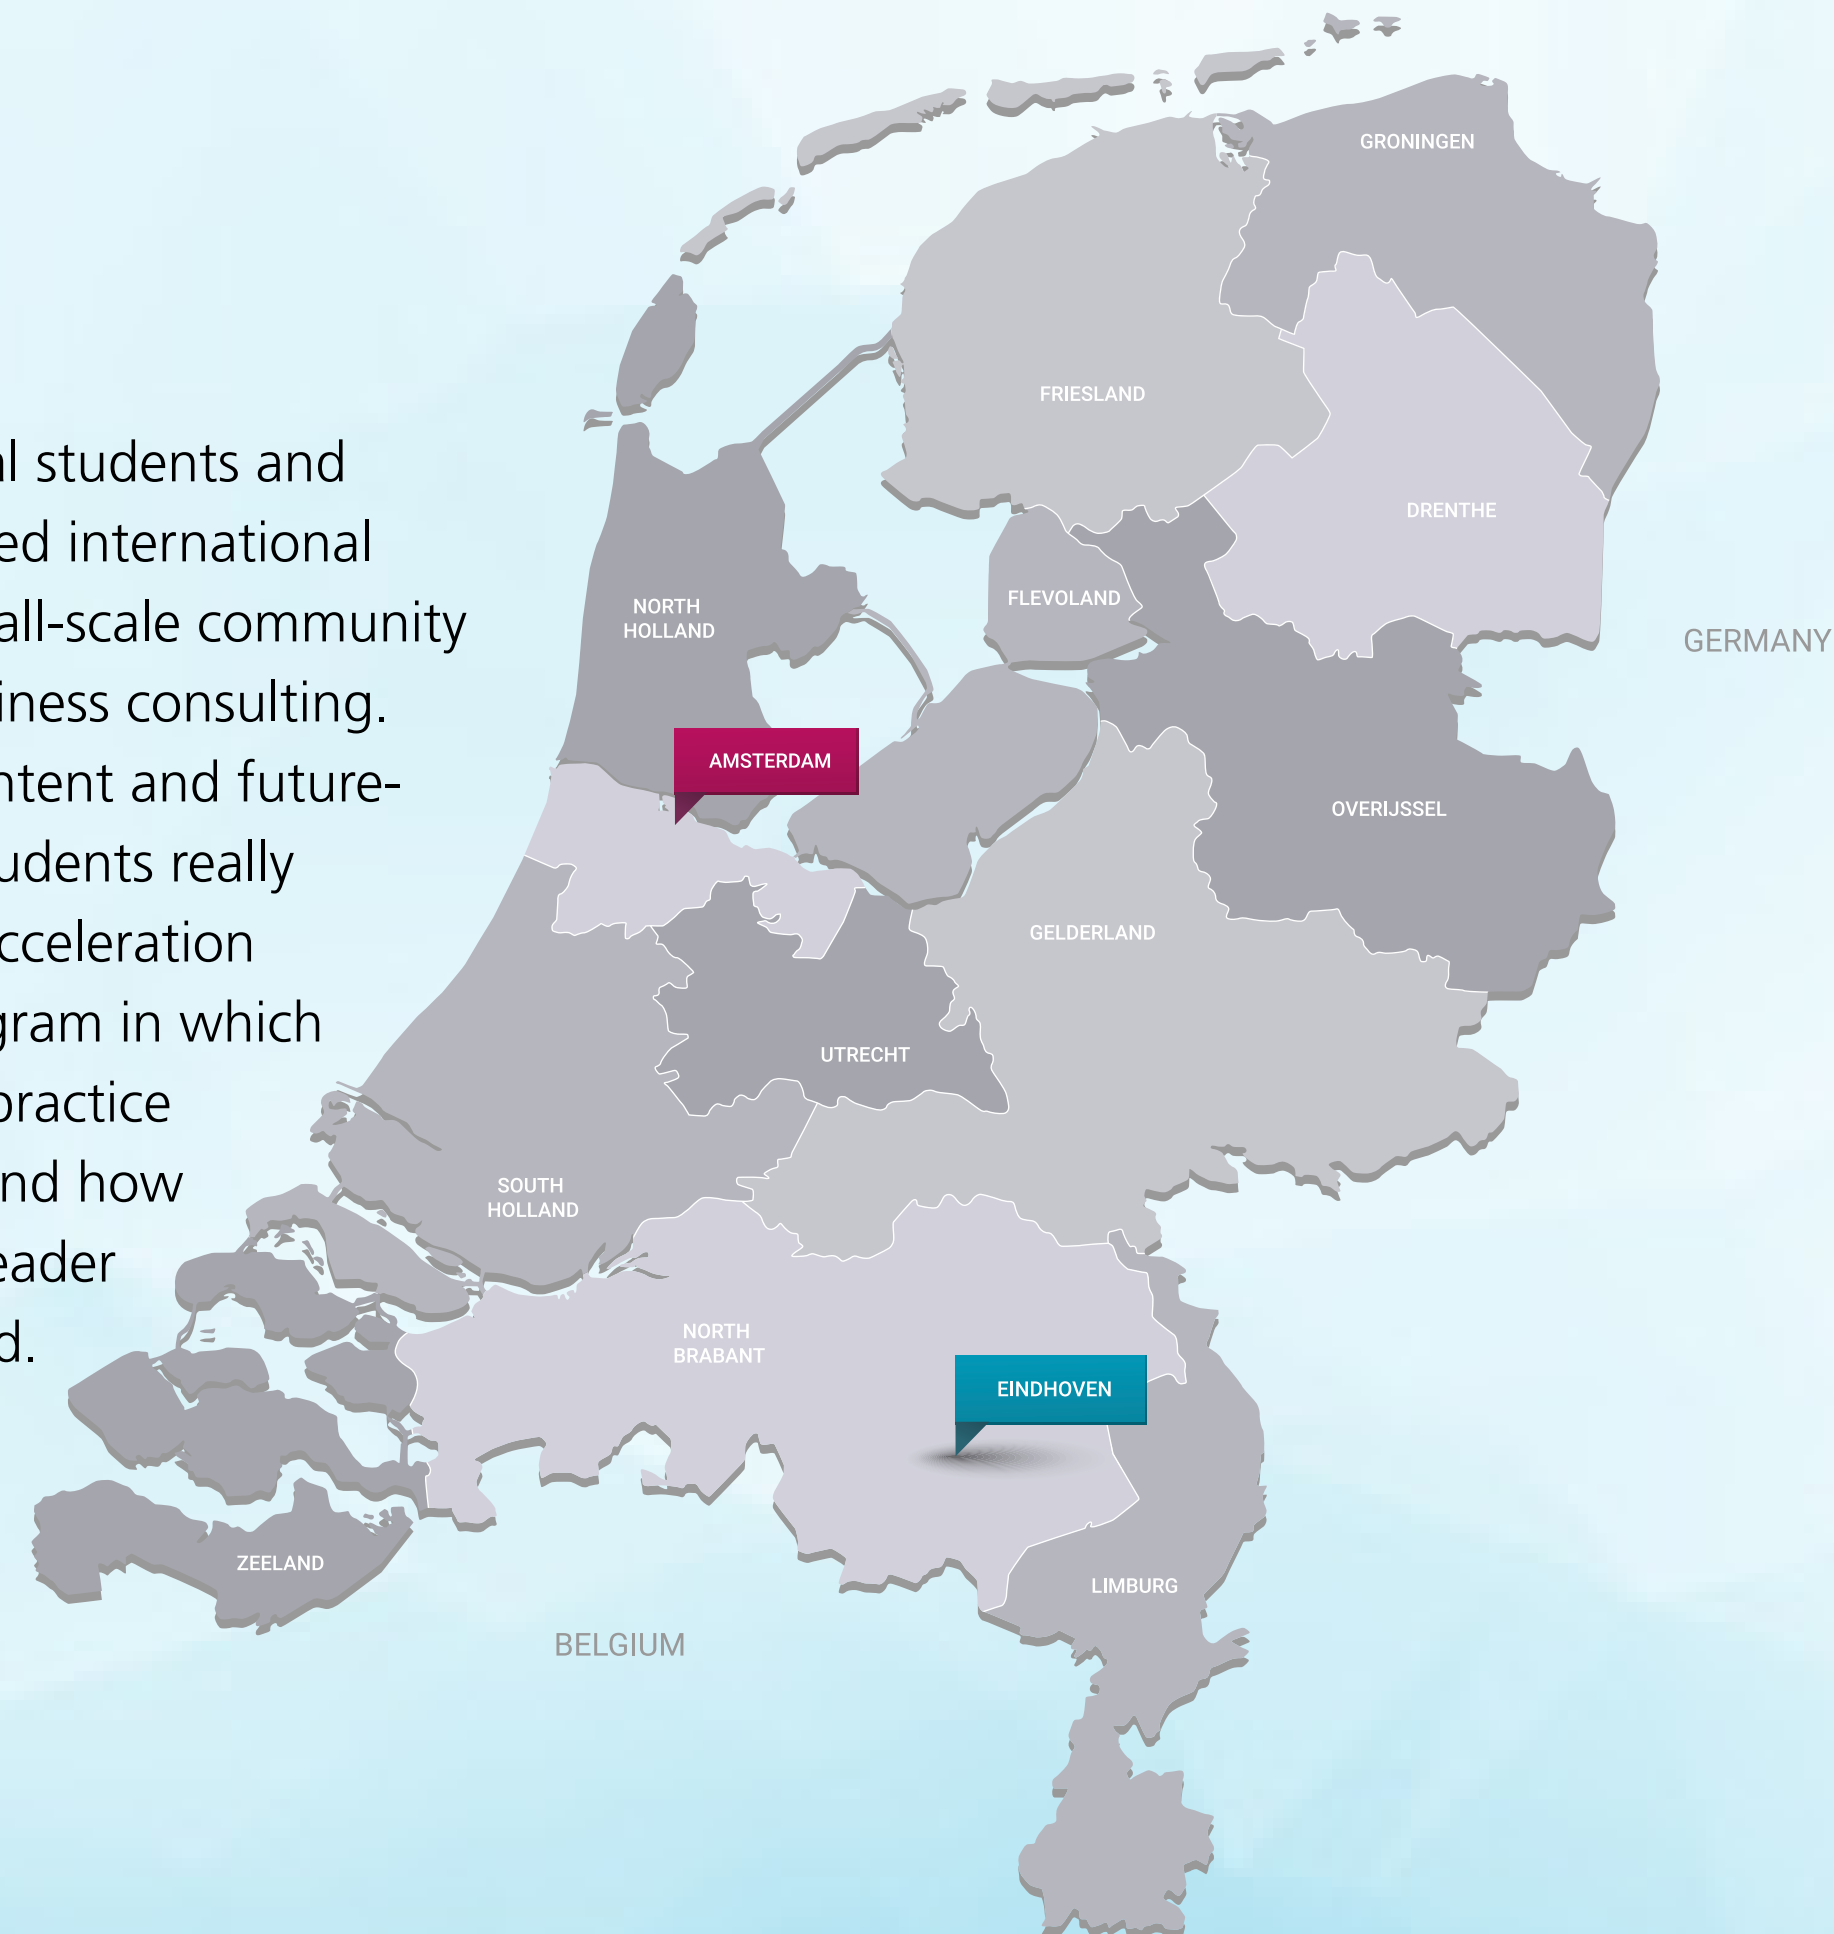 al students and
ed international
all-scale community
iness consulting.
ntent and future-
udents really
cceleration
gram in which
practice
nd how
eader
d.
GRONINGEN
FRIESLAND
DRENTHE
NORTH
HOLLAND
FLEVOLAND
GERMANY
AMSTERDAM
OVERIJSSEL
GELDERLAND
UTRECHT
SOUTH
HOLLAND
NORTH
BRABANT
EINDHOVEN
ZEELAND
LIMBURG
BELGIUM